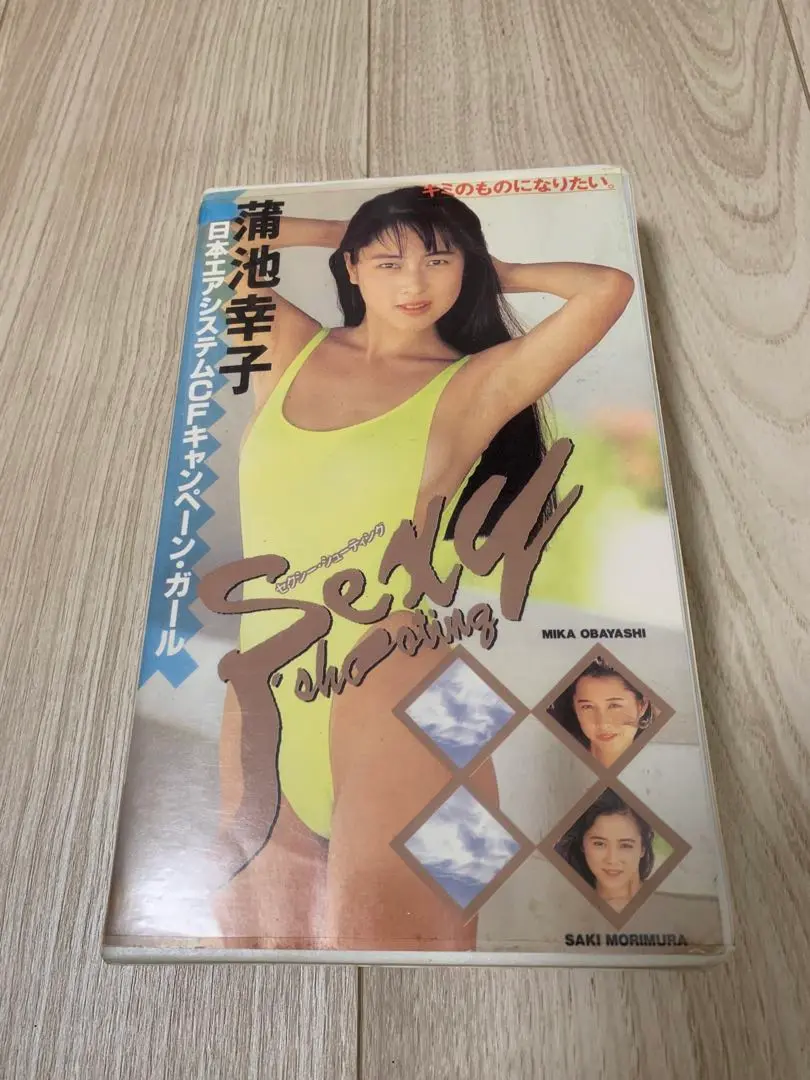 キミのものになりたい。
蒲池幸子
日本エアシステムCFキャンペーン・ガール
Sexy
セクシー・シューティング
shooting
MIKA OBAYASHI
SAKI MORIMURA